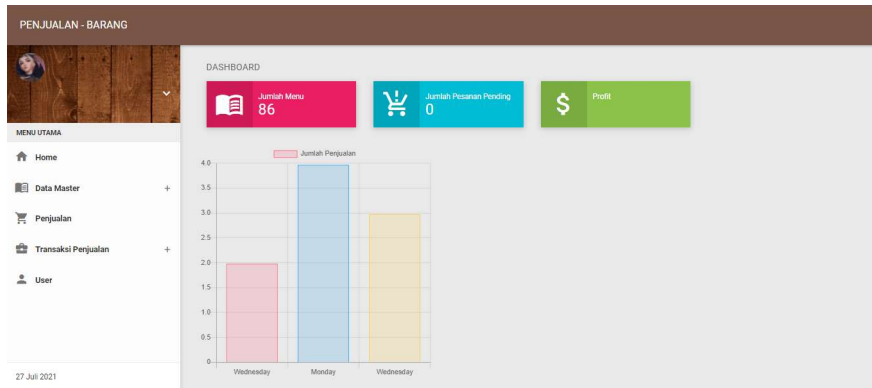 PENJUALAN - BARANG
MENU UTAMA
Home
Data Master +
Penjualan
Transaksi Penjualan +
User
27 Juli 2021
DASHBOARD
Jumlah Menu
86
Jumlah Pesanan Pending
0
Profit
Jumlah Penjualan
4.0
3.5
3.0
2.5
2.0
1.5
1.0
0.5
0
Wednesday Monday Wednesday